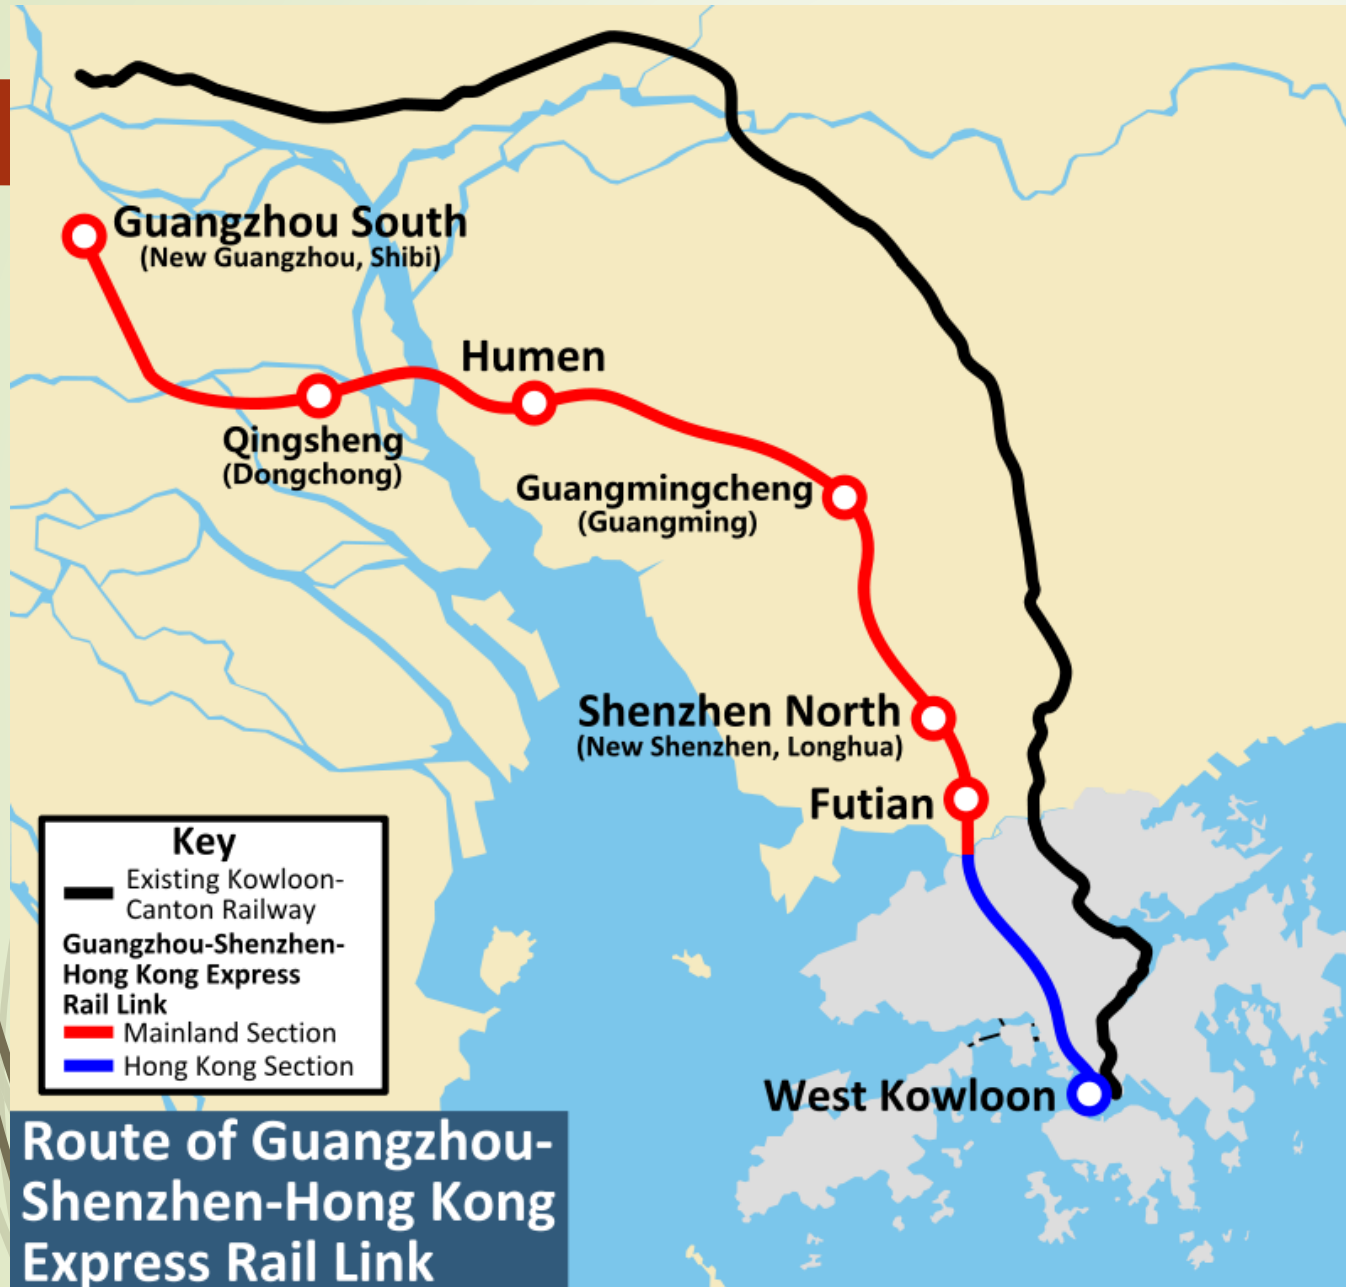 Guangzhou South
(New Guangzhou, Shibi)
Humen
Qingsheng
(Dongchong)
Guangmingcheng
(Guangming)
Shenzhen North
(New Shenzhen, Longhua)
Futian
West Kowloon
Key
Existing Kowloon-
Canton Railway
Guangzhou-Shenzhen-
Hong Kong Express
Rail Link
Mainland Section
Hong Kong Section
Route of Guangzhou-
Shenzhen-Hong Kong
Express Rail Link